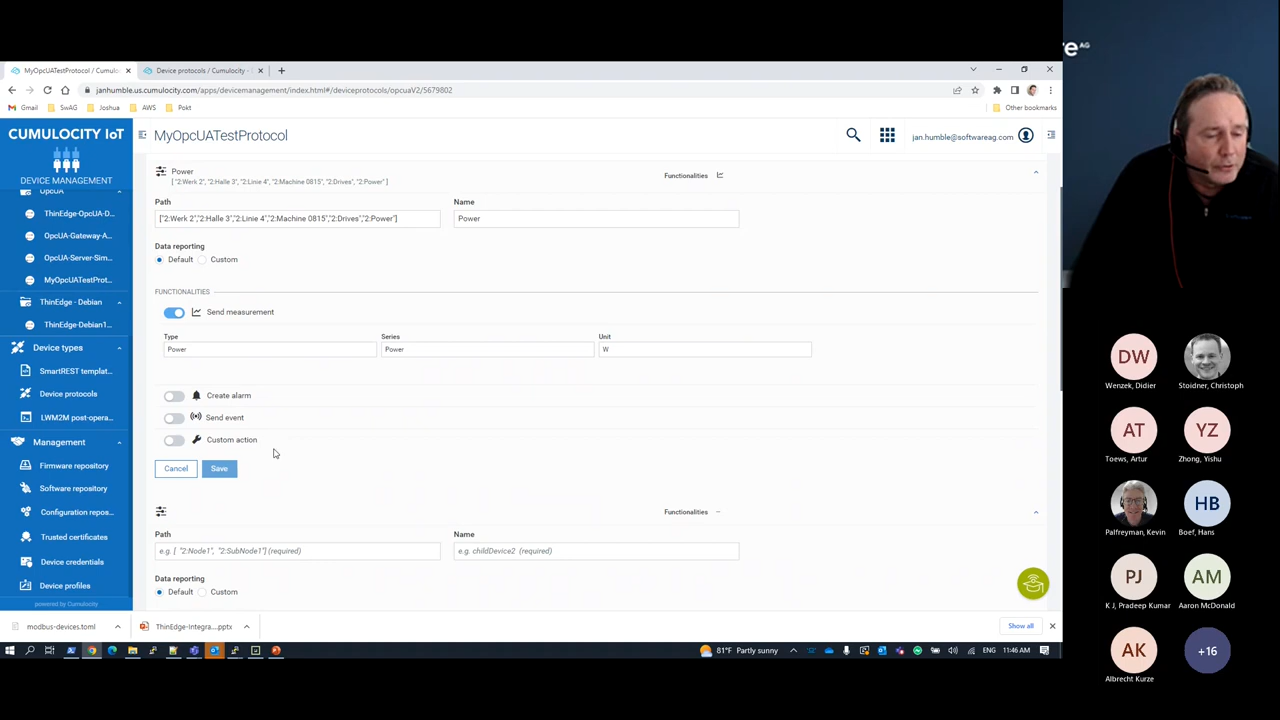 re AG
MyOpcUATestProtocol / Cumuloc
Device protocols / Cumulocity -
janhumble.us.cumulocity.com/apps/devicemanagement/index.html#/deviceprotocols/opcuaV2/5679802
Gmail
SwAG
Joshua
AWS
Pokt
Other bookmarks
CUMULOCITY IoT
DEVICE MANAGEMENT
MyOpcUATestProtocol
jan.humble@softwareag.com
OpcUA
ThinEdge-OpcUA-D...
OpcUA-Gateway-A...
OpcUA-Server-Sim...
MyOpcUATestProt...
ThinEdge - Debian
ThinEdge-Debian1...
Device types
SmartREST templat...
Device protocols
LWM2M post-opera...
Management
Firmware repository
Software repository
Configuration repos...
Trusted certificates
Device credentials
Device profiles
powered by Cumulocity
Power
[ "2:Werk 2", "2:Halle 3", "2:Linie 4", "2:Machine 0815", "2:Drives", "2:Power" ]
Functionalities
Path
Name
["2:Werk 2","2:Halle 3","2:Linie 4","2:Machine 0815","2:Drives","2:Power"]
Power
Data reporting
Default
Custom
FUNCTIONALITIES
Send measurement
Type
Series
Unit
Power
Power
W
Create alarm
Send event
Custom action
Cancel
Save
Functionalities
Path
Name
e.g. [ "2:Node1", "2:SubNode1"] (required)
e.g. childDevice2 (required)
Data reporting
Default
Custom
modbus-devices.toml
ThinEdge-Integra....pptx
Show all
81°F Partly sunny
ENG
11:46 AM
DW
Wenzek, Didier
Stoidner, Christoph
AT
Toews, Artur
YZ
Zhong, Yishu
Palfreyman, Kevin
HB
Boef, Hans
PJ
K J, Pradeep Kumar
AM
Aaron McDonald
AK
Albrecht Kurze
+16